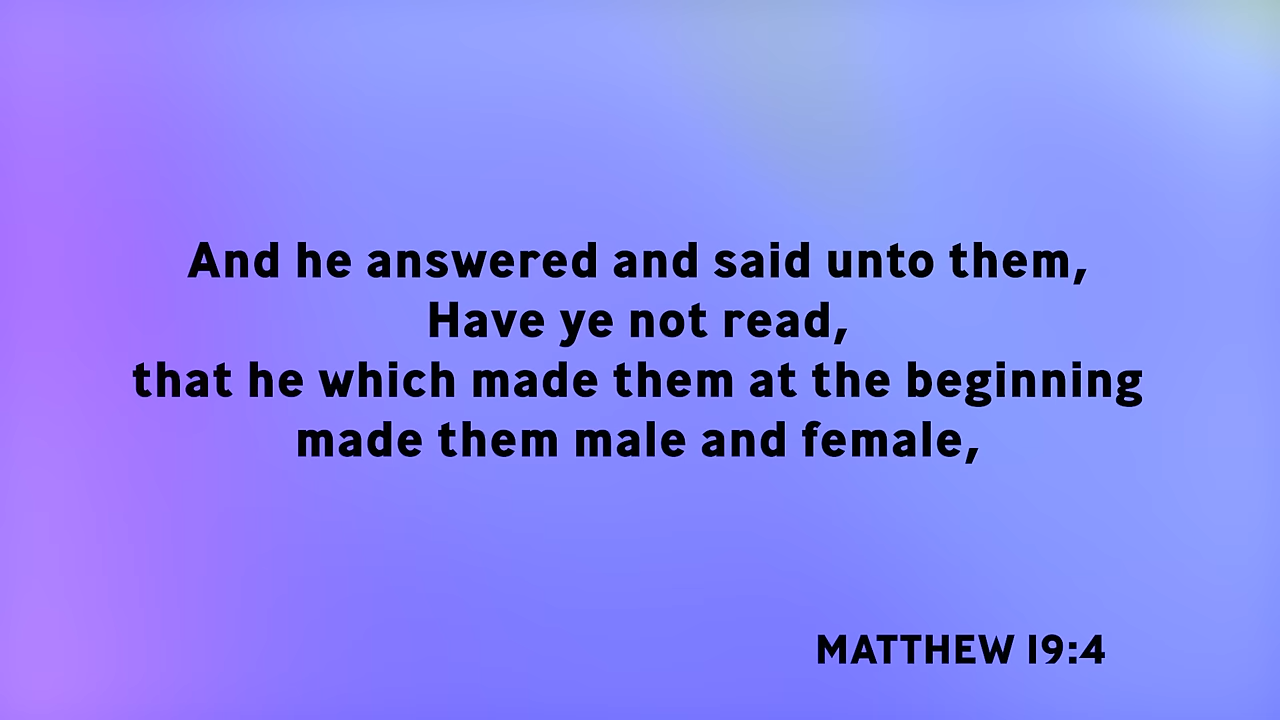 And he answered and said unto them,
Have ye not read,
that he which made them at the beginning
made them male and female,
MATTHEW 19:4